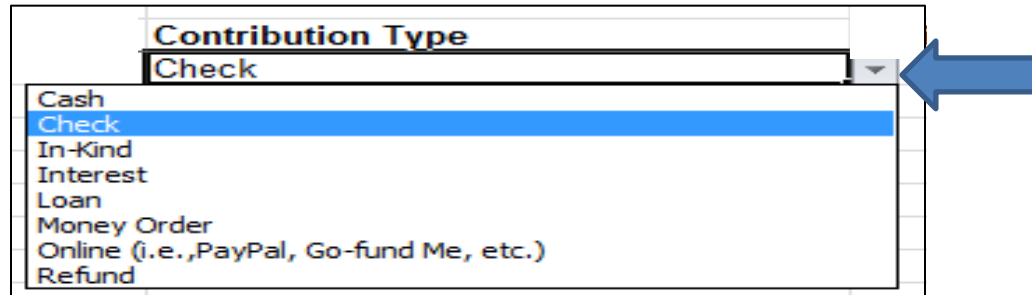 Contribution Type
Check
Cash
Check
In-Kind
Interest
Loan
Money Order
Online (i.e.,PayPal, Go-fund Me, etc.)
Refund